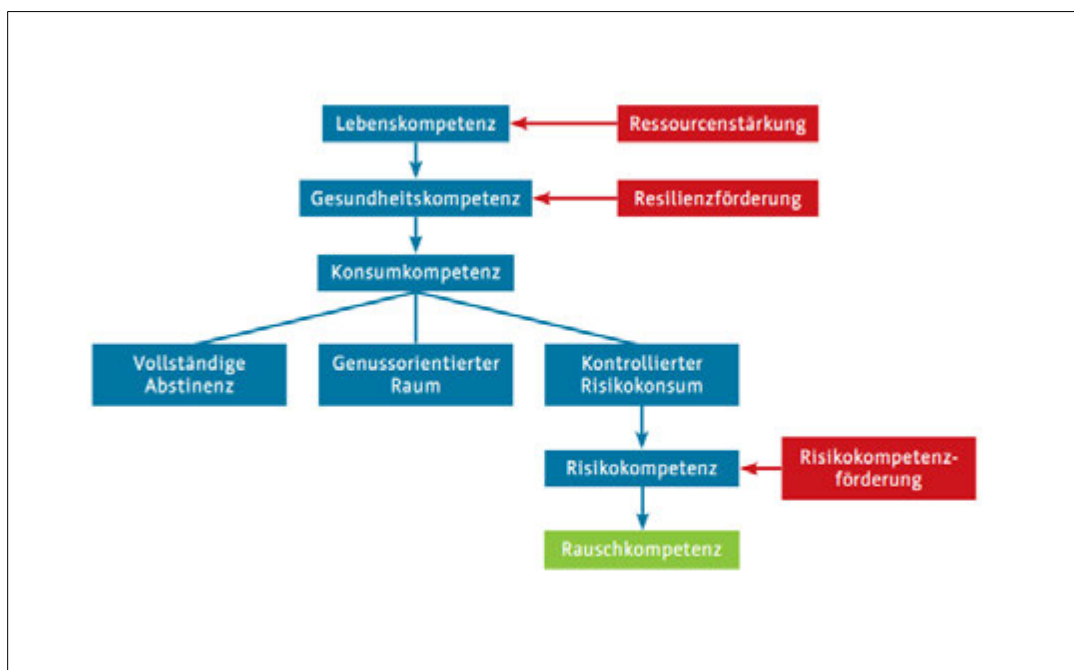 Lebenskompetenz
Ressourcenstärkung
Gesundheitskompetenz
Resilienzförderung
Konsumkompetenz
Vollständige
Abstinenz
Genussorientierter
Raum
Kontrollierter
Risikokonsum
Risikokompetenz
Risikokompetenz-
förderung
Rauschkompetenz